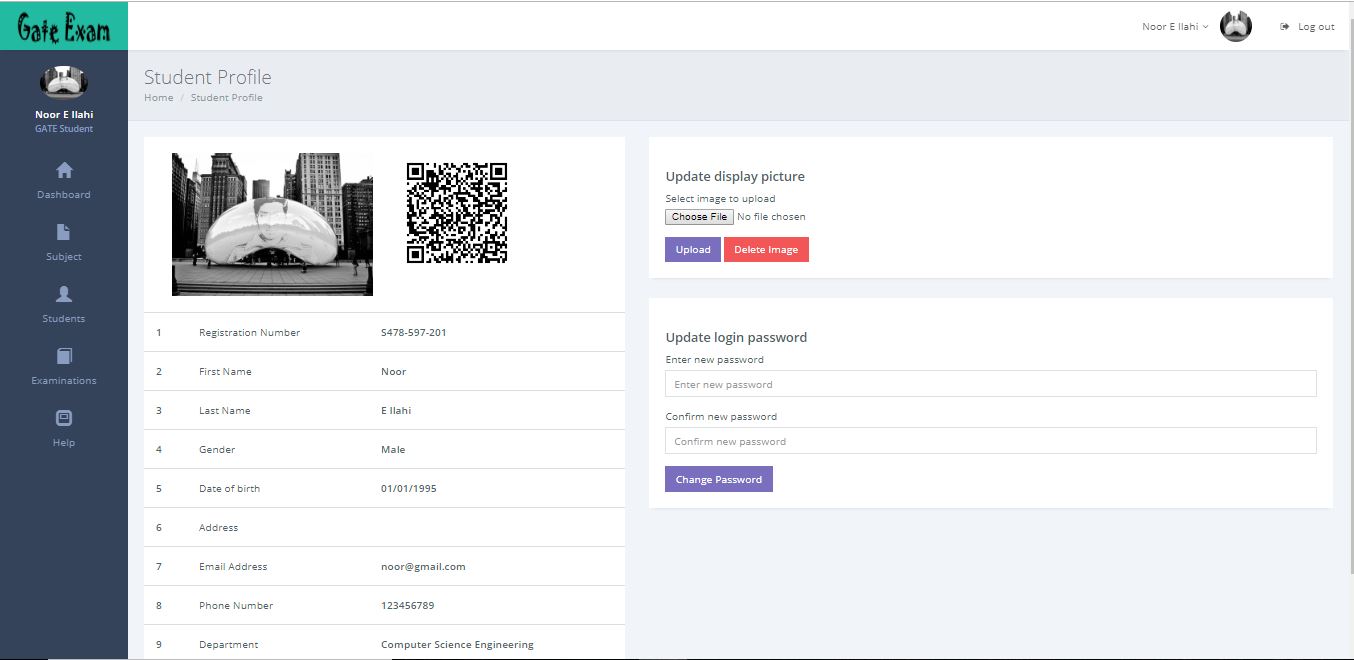 Gate Exam
Noor E Ilahi
Log out
Noor E Ilahi
GATE Student
Dashboard
Subject
Students
Examinations
Help
Student Profile
Home / Student Profile
1 Registration Number S478-597-201
2 First Name Noor
3 Last Name E Ilahi
4 Gender Male
5 Date of birth 01/01/1995
6 Address
7 Email Address noor@gmail.com
8 Phone Number 123456789
9 Department Computer Science Engineering
Update display picture
Select image to upload
Choose File No file chosen
Upload Delete Image
Update login password
Enter new password
Enter new password
Confirm new password
Confirm new password
Change Password